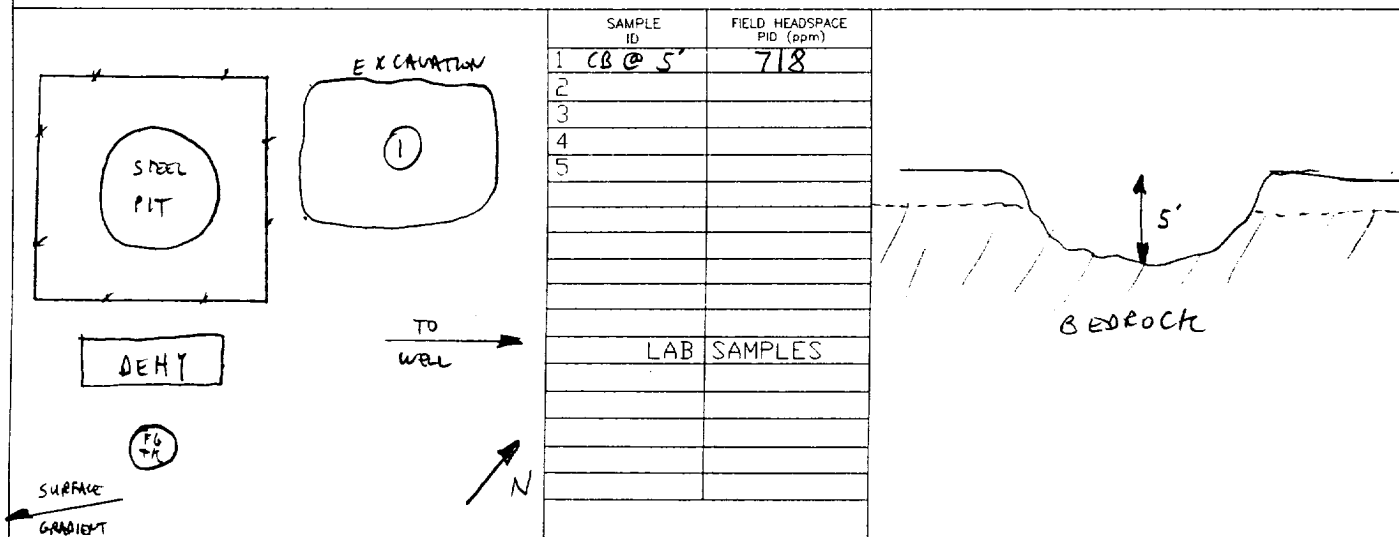 EXCAVATION
1
STEEL
PIT
DEHY
TO
WELL
SURFACE
GRADIENT
N
SAMPLE ID FIELD HEADSPACE PID (ppm)
1 CB @ 5' 718
2
3
4
5
LAB SAMPLES
5'
BEDROCK